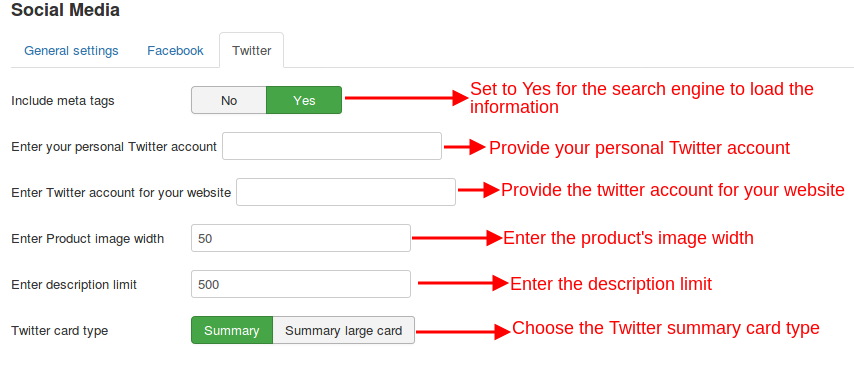 Social Media
General settings Facebook Twitter
Include meta tags No Yes Set to Yes for the search engine to load the
information
Enter your personal Twitter account Provide your personal Twitter account
Enter Twitter account for your website Provide the twitter account for your website
Enter Product image width 50 Enter the product's image width
Enter description limit 500 Enter the description limit
Twitter card type Summary Summary large card Choose the Twitter summary card type